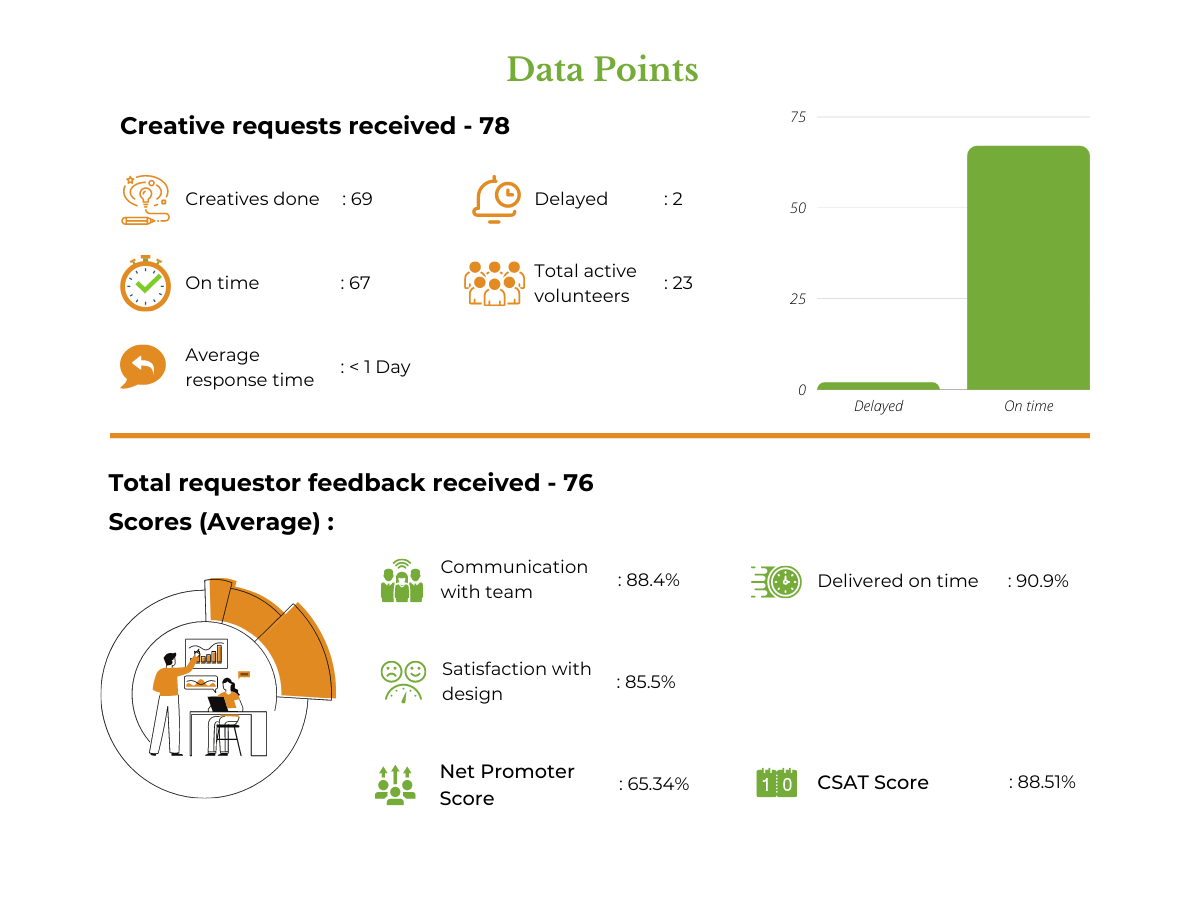 Data Points
Creative requests received - 78
Creatives done : 69
Delayed : 2
On time : 67
Total active
volunteers : 23
Average
response time : < 1 Day
75
50
25
0
Delayed On time
Total requestor feedback received - 76
Scores (Average) :
Communication
with team : 88.4%
Delivered on time : 90.9%
Satisfaction with
design : 85.5%
Net Promoter
Score : 65.34%
1 0
CSAT Score : 88.51%